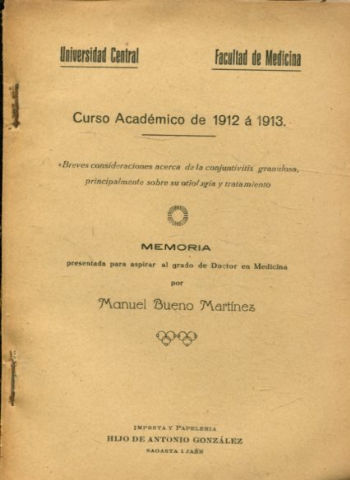 Universidad Central
Facultad de Medicina
Curso Académico de 1912 á 1913.
«Breves consideraciones acerca de la conjuntivitis granulosa,
principalmente sobre su etiología y tratamiento
MEMORIA
presentada para aspirar al grado de Doctor en Medicina
por
Manuel Bueno Martínez
IMPRETA Y PAPELERIA
HIJO DE ANTONIO GONZÁLEZ
SAGASTA 1 JAÉN